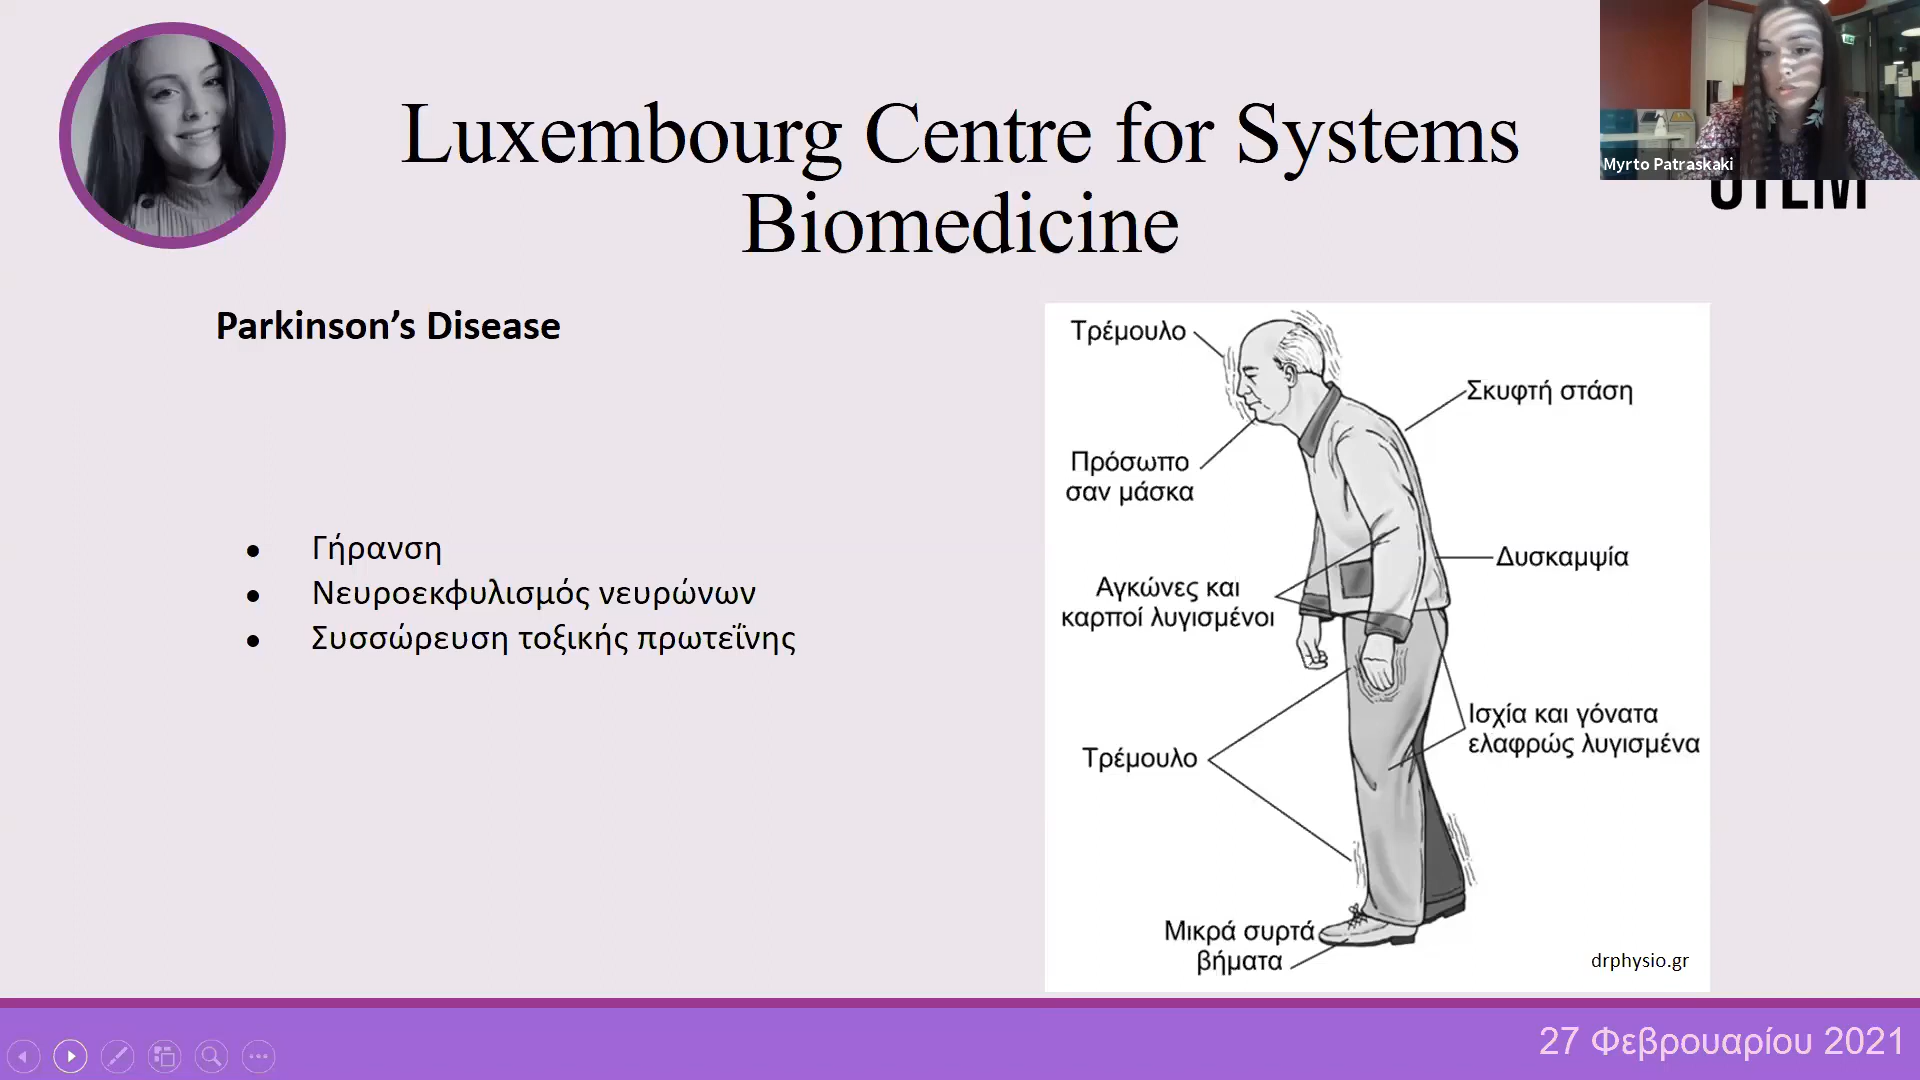 Luxembourg Centre for Systems
Biomedicine
Myrto Patraskaki
STEM
Parkinson’s Disease
Γήρανση
Νευροεκφυλισμός νευρώνων
Συσσώρευση τοξικής πρωτεΐνης
Τρέμουλο
Σκυφτή στάση
Πρόσωπο
σαν μάσκα
Δυσκαμψία
Αγκώνες και
καρποί λυγισμένοι
Ισχία και γόνατα
ελαφρώς λυγισμένα
Τρέμουλο
Μικρά συρτά
βήματα
drphysio.gr
27 Φεβρουαρίου 2021